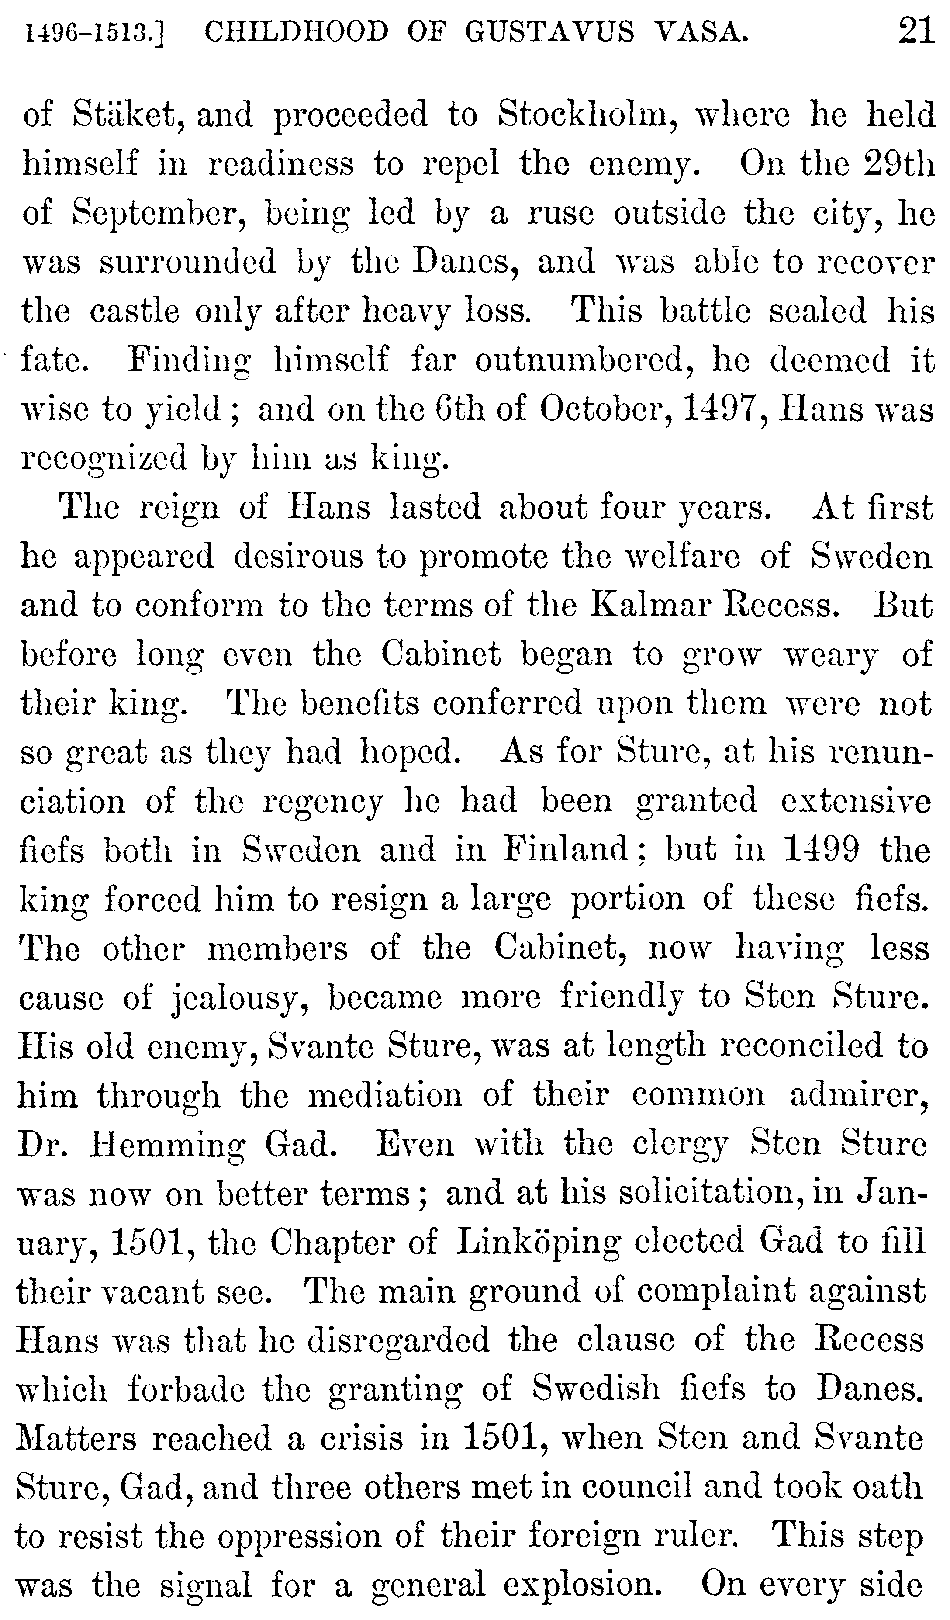 1496–1513.] CHILDHOOD OF GUSTAVUS VASA. 21
of Stäket, and proceeded to Stockholm, where he held
himself in readiness to repel the enemy. On the 29th
of September, being led by a ruse outside the city, he
was surrounded by the Danes, and was able to recover
the castle only after heavy loss. This battle sealed his
fate. Finding himself far outnumbered, he deemed it
wise to yield; and on the 6th of October, 1497, Hans was
recognized by him as king.
The reign of Hans lasted about four years. At first
he appeared desirous to promote the welfare of Sweden
and to conform to the terms of the Kalmar Recess. But
before long even the Cabinet began to grow weary of
their king. The benefits conferred upon them were not
so great as they had hoped. As for Sture, at his renun-
ciation of the regency he had been granted extensive
fiefs both in Sweden and in Finland; but in 1499 the
king forced him to resign a large portion of these fiefs.
The other members of the Cabinet, now having less
cause of jealousy, became more friendly to Sten Sture.
His old enemy, Svante Sture, was at length reconciled to
him through the mediation of their common admirer,
Dr. Hemming Gad. Even with the clergy Sten Sture
was now on better terms; and at his solicitation, in Jan-
uary, 1501, the Chapter of Linköping elected Gad to fill
their vacant see. The main ground of complaint against
Hans was that he disregarded the clause of the Recess
which forbade the granting of Swedish fiefs to Danes.
Matters reached a crisis in 1501, when Sten and Svante
Sture, Gad, and three others met in council and took oath
to resist the oppression of their foreign ruler. This step
was the signal for a general explosion. On every side